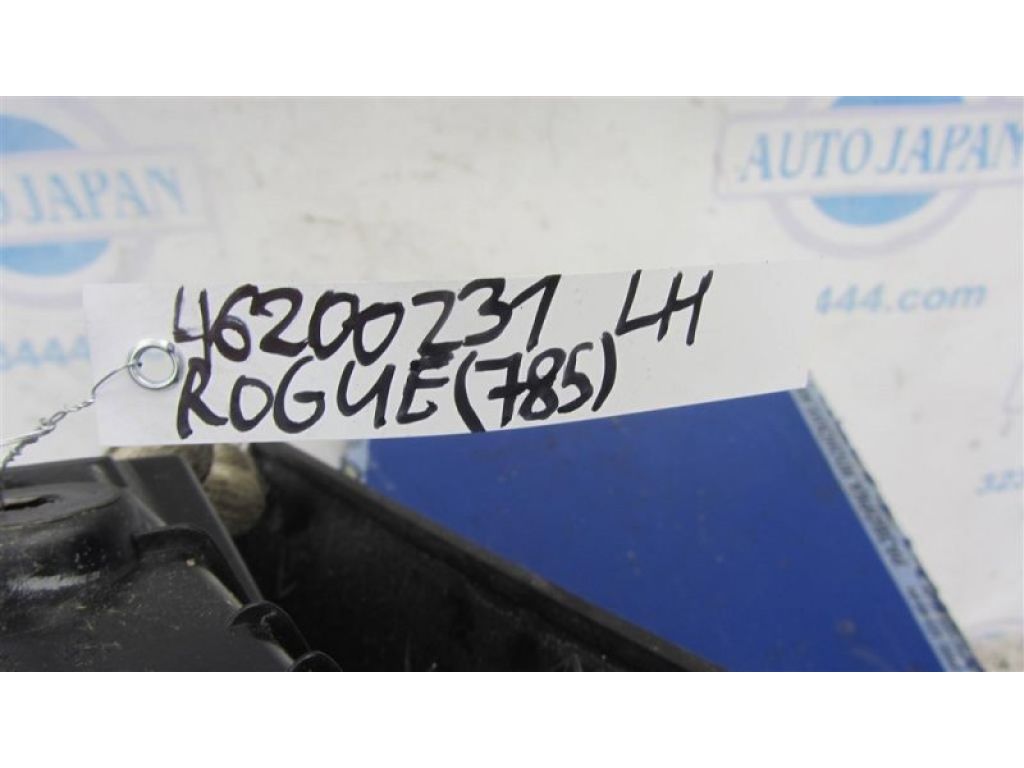 AUTO JAPAN
JAPAN
46200231 LH
444.com
ROGUE(785)